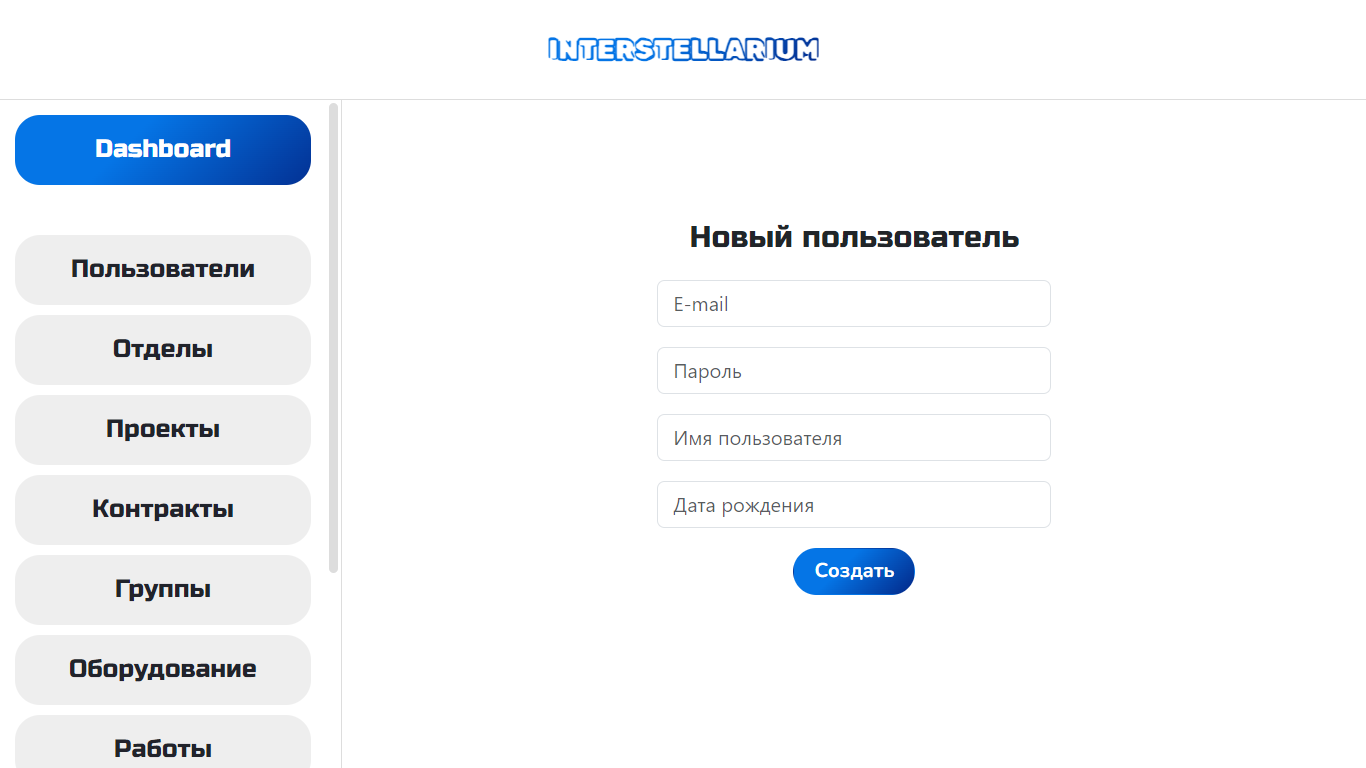 INTERSTELLARIUM
Dashboard
Пользователи
Отделы
Проекты
Контракты
Группы
Оборудование
Работы
Новый пользователь
E-mail
Пароль
Имя пользователя
Дата рождения
Создать